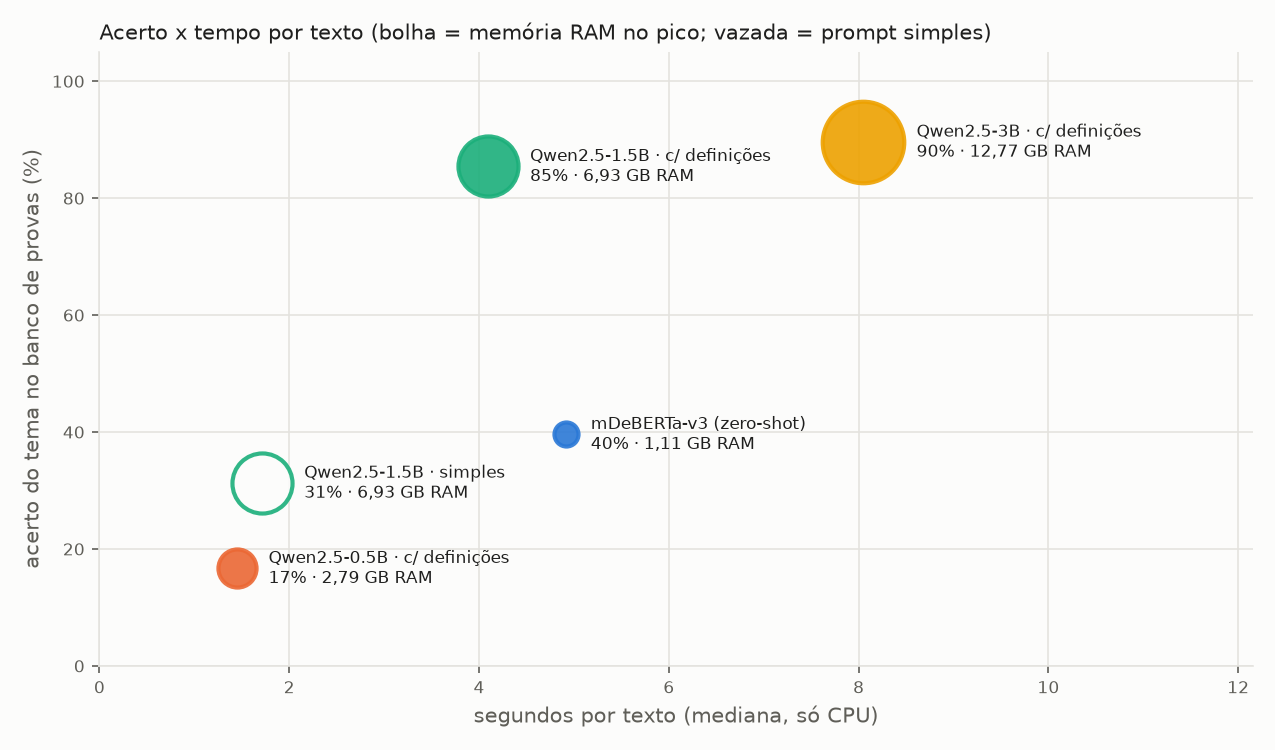 Acerto x tempo por texto (bolha = memória RAM no pico; vazada = prompt simples)
acerto do tema no banco de provas (%)
100
80
60
40
20
0
Qwen2.5-3B · c/ definições
90% · 12,77 GB RAM
Qwen2.5-1.5B · c/ definições
85% · 6,93 GB RAM
mDeBERTa-v3 (zero-shot)
40% · 1,11 GB RAM
Qwen2.5-1.5B · simples
31% · 6,93 GB RAM
Qwen2.5-0.5B · c/ definições
17% · 2,79 GB RAM
0 2 4 6 8 10 12
segundos por texto (mediana, só CPU)